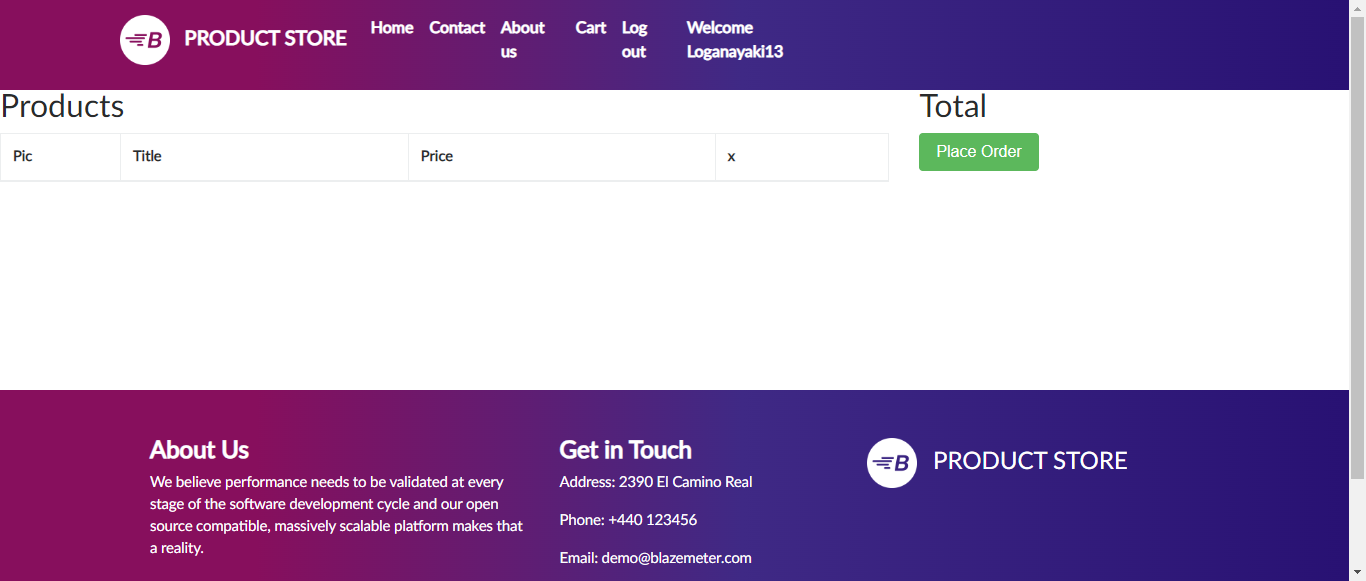 B PRODUCT STORE Home Contact About us Cart Log out Welcome Loganayaki13
Products
Total
Pic Title Price x
Place Order
About Us
We believe performance needs to be validated at every
stage of the software development cycle and our open
source compatible, massively scalable platform makes that
a reality.
Get in Touch
Address: 2390 El Camino Real
Phone: +440 123456
Email: demo@blazemeter.com
B PRODUCT STORE